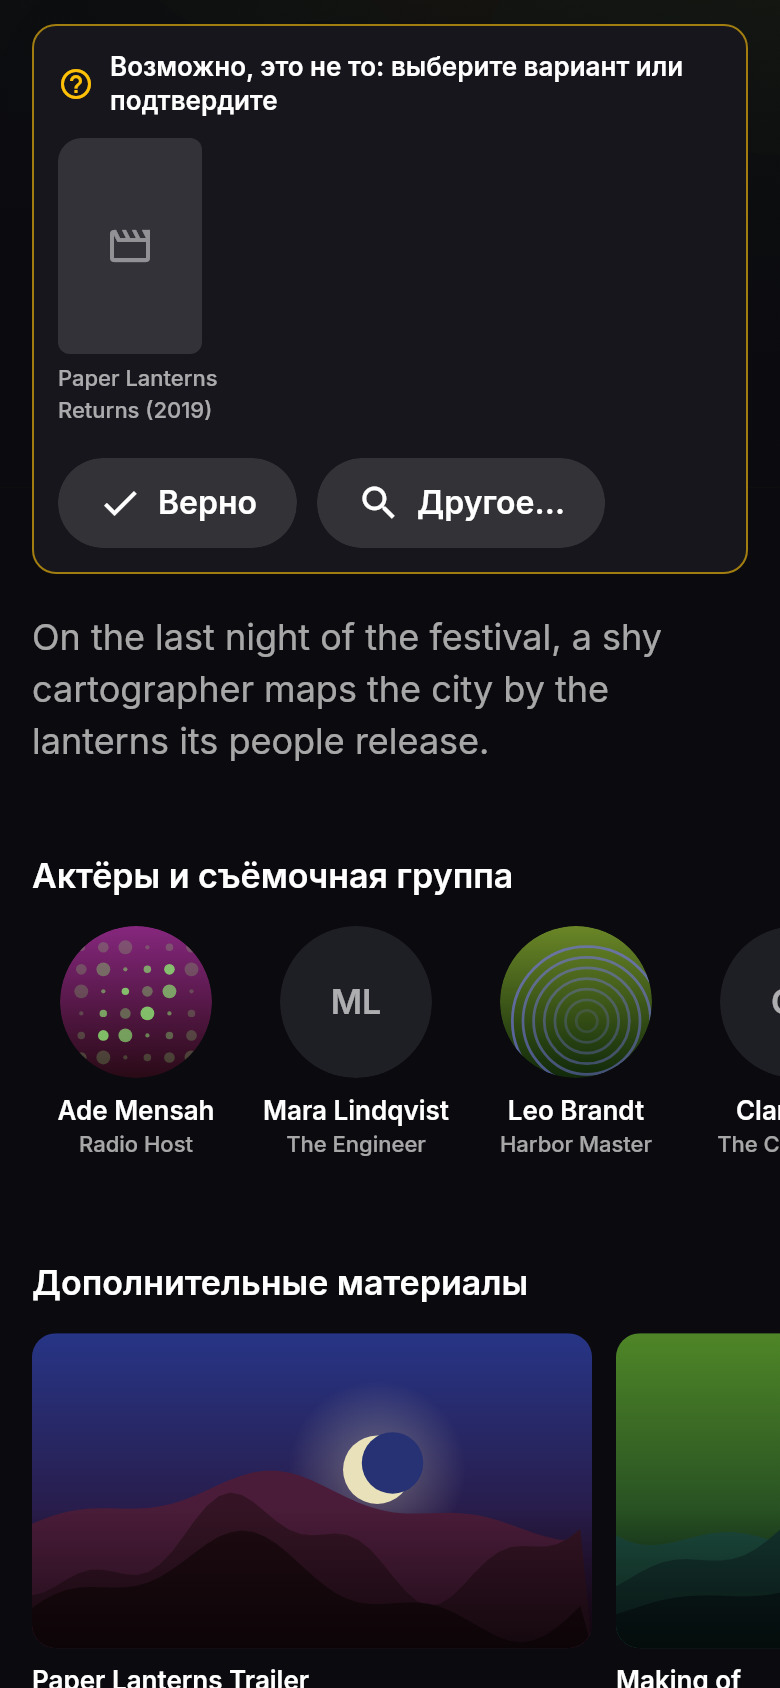 Возможно, это не то: выберите вариант или
подтвердите
Paper Lanterns
Returns (2019)
Верно
Другое...
On the last night of the festival, a shy
cartographer maps the city by the
lanterns its people release.
Актёры и съёмочная группа
Ade Mensah
Radio Host
ML
Mara Lindqvist
The Engineer
Leo Brandt
Harbor Master
Дополнительные материалы
Paper Lanterns Trailer
Making of